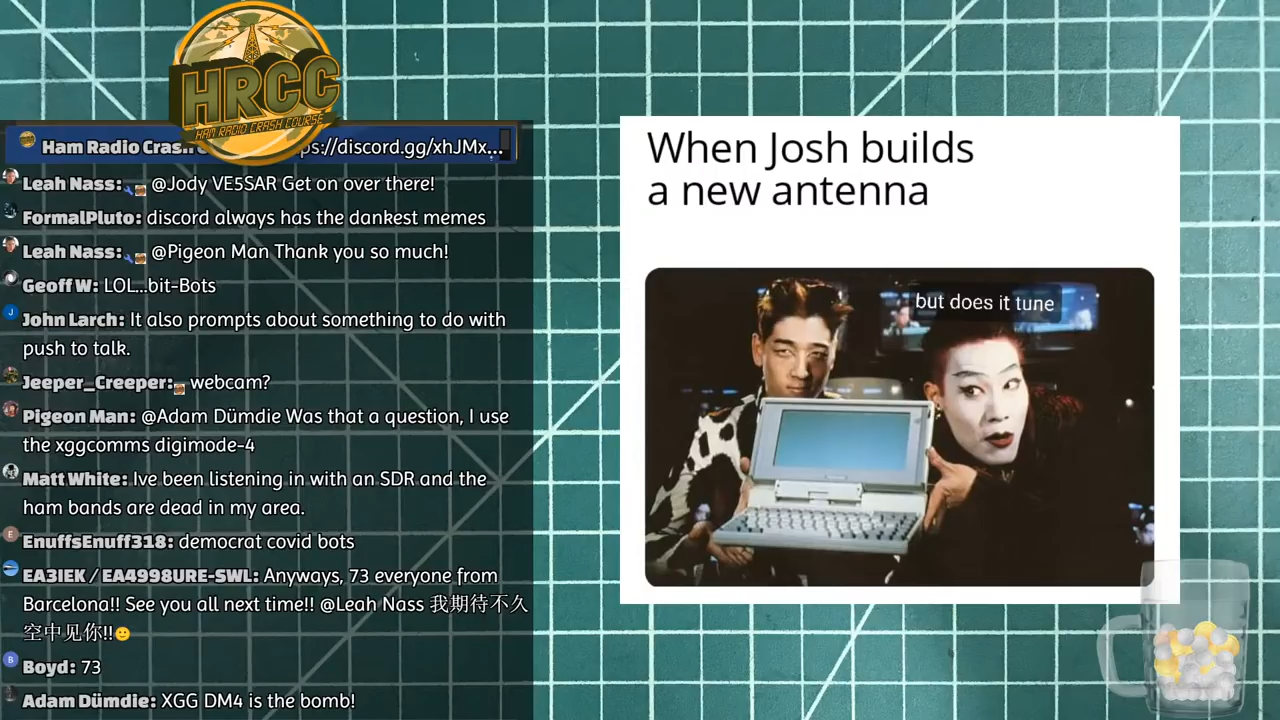 HRCC
HAM RADIO CRASH COURSE
Ham Radio Cras
ps://discord.gg/xhJMx...
Leah Nass: @Jody VE5SAR Get on over there!
FormalPluto: discord always has the dankest memes
Leah Nass: @Pigeon Man Thank you so much!
Geoff W: LOL...bit-Bots
John Larch: It also prompts about something to do with
push to talk.
Jeeper_Creeper: webcam?
Pigeon Man: @Adam Dümdie Was that a question, I use
the xggcomms digimode-4
Matt White: Ive been listening in with an SDR and the
ham bands are dead in my area.
EnuffsEnuff318: democrat covid bots
EA3IEK / EA4998URE-SWL: Anyways, 73 everyone from
Barcelona!! See you all next time!! @Leah Nass 我期待不久
空中见你!!🙂
Boyd: 73
Adam Dümdie: XGG DM4 is the bomb!
When Josh builds
a new antenna
but does it tune